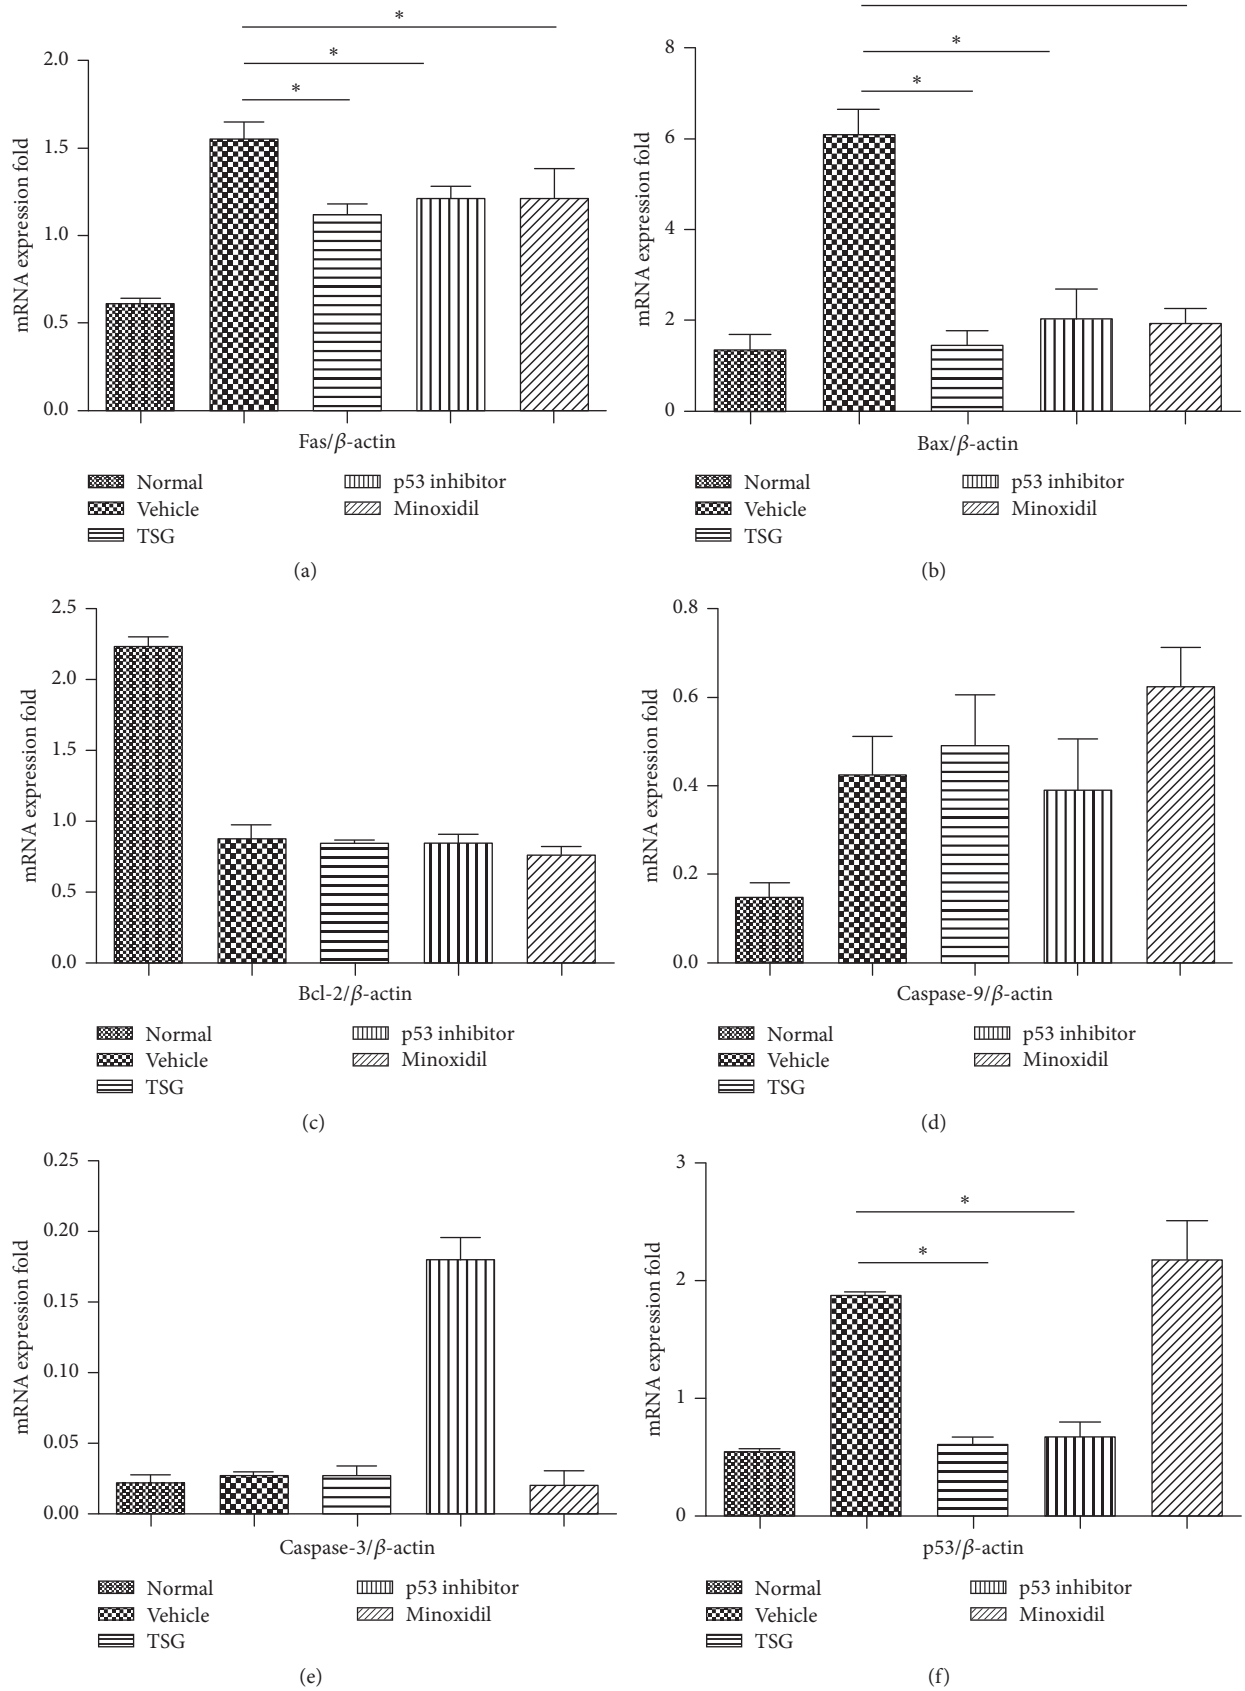 *
*
*
2.0
1.5
1.0
0.5
0.0
mRNA expression fold
Fas/β-actin
Normal
Vehicle
TSG
p53 inhibitor
Minoxidil
(a)
*
*
8
6
4
2
0
mRNA expression fold
Bax/β-actin
Normal
Vehicle
TSG
p53 inhibitor
Minoxidil
(b)
2.5
2.0
1.5
1.0
0.5
0.0
mRNA expression fold
Bcl-2/β-actin
Normal
Vehicle
TSG
p53 inhibitor
Minoxidil
(c)
0.8
0.6
0.4
0.2
0.0
mRNA expression fold
Caspase-9/β-actin
Normal
Vehicle
TSG
p53 inhibitor
Minoxidil
(d)
0.25
0.20
0.15
0.10
0.05
0.00
mRNA expression fold
Caspase-3/β-actin
Normal
Vehicle
TSG
p53 inhibitor
Minoxidil
(e)
*
*
3
2
1
0
mRNA expression fold
p53/β-actin
Normal
Vehicle
TSG
p53 inhibitor
Minoxidil
(f)